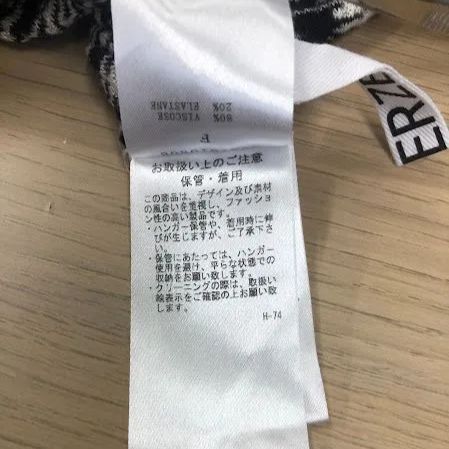 80% VISCOSE
20% ELASTANE
F
お取扱い上のご注意
保管・着用
この商品は、デザイン及び素材
の風合いを重視し、ファッショ
ン性の高い製品です。
・ハンガー保管や、着用時に伸
びが生じますが、ご了承下さ
い。
・保管にあたっては、ハンガー
使用を避け、平らな状態での
収納をお願い致します。
・クリーニングの際は、取扱い
絵表示をご確認の上お願い致
します。
H-74
ERZE